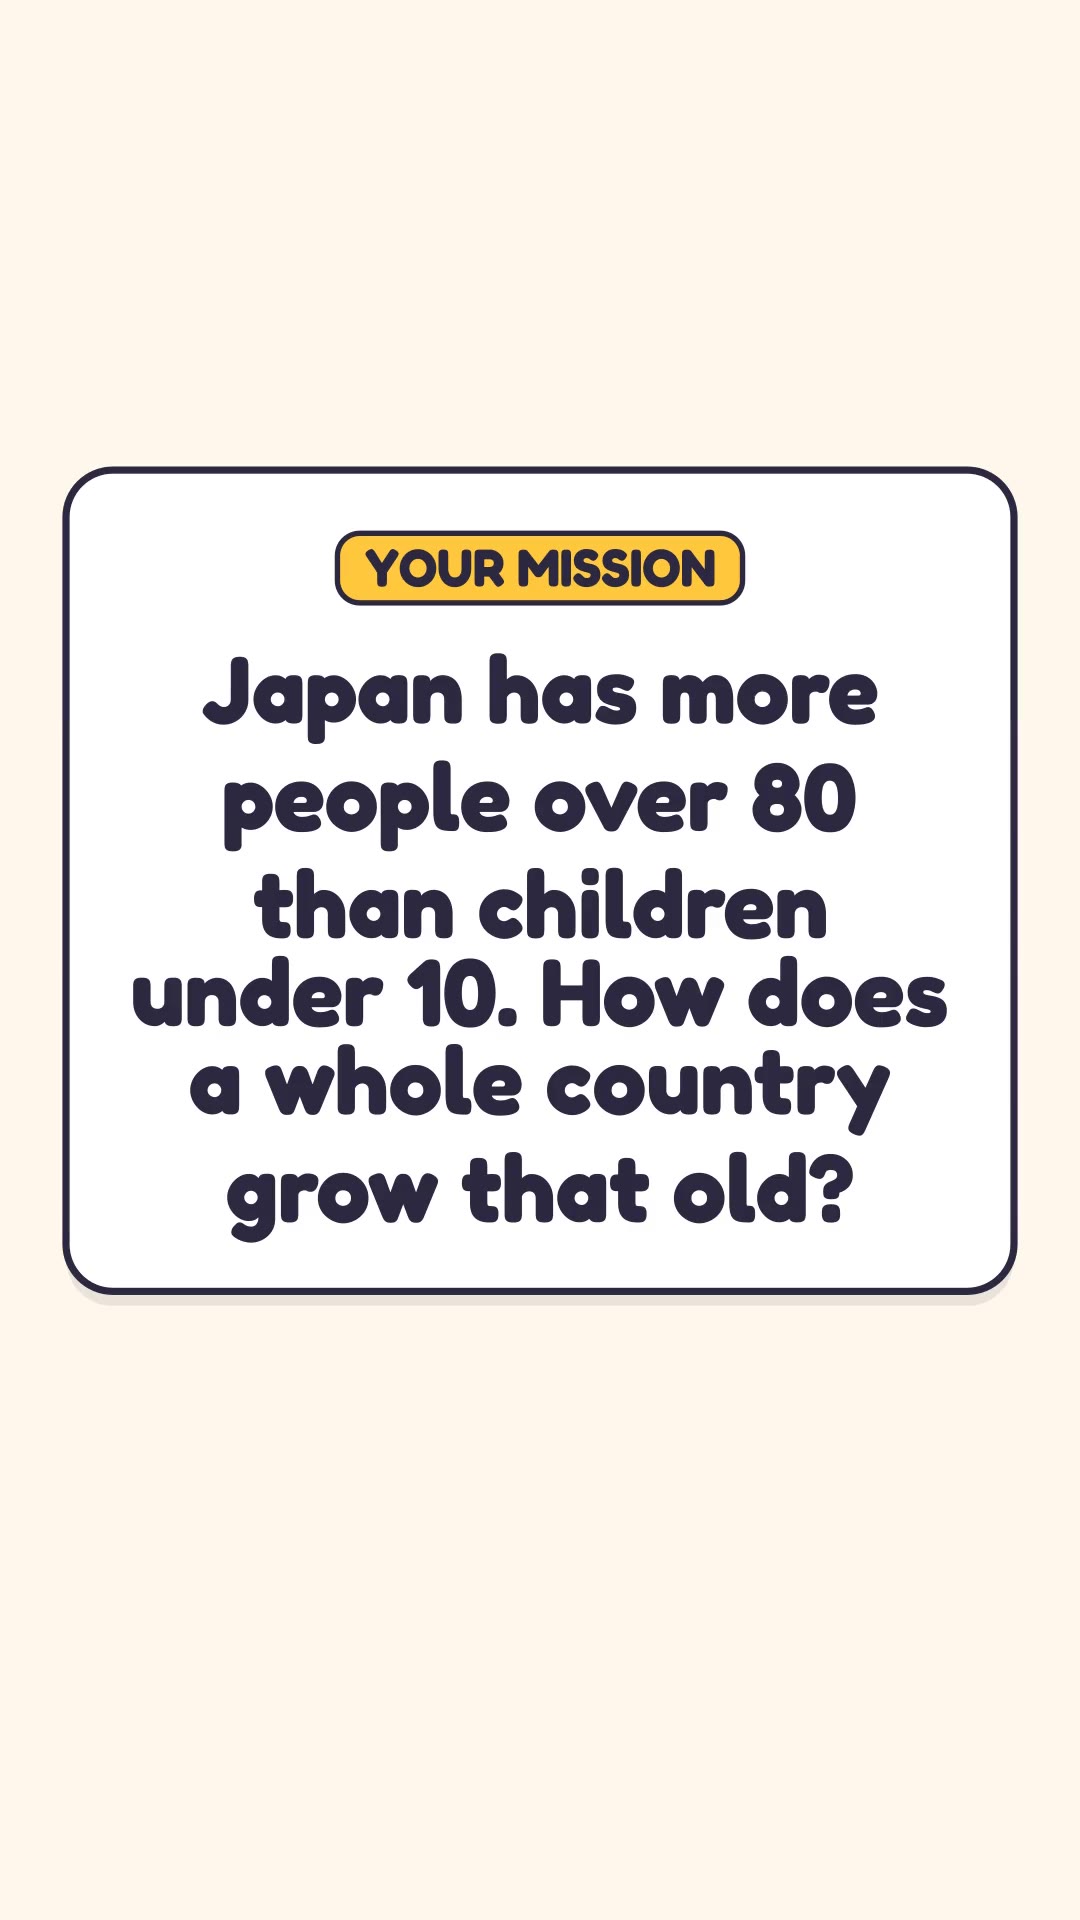 YOUR MISSION
Japan has more
people over 80
than children
under 10. How does
a whole country
grow that old?